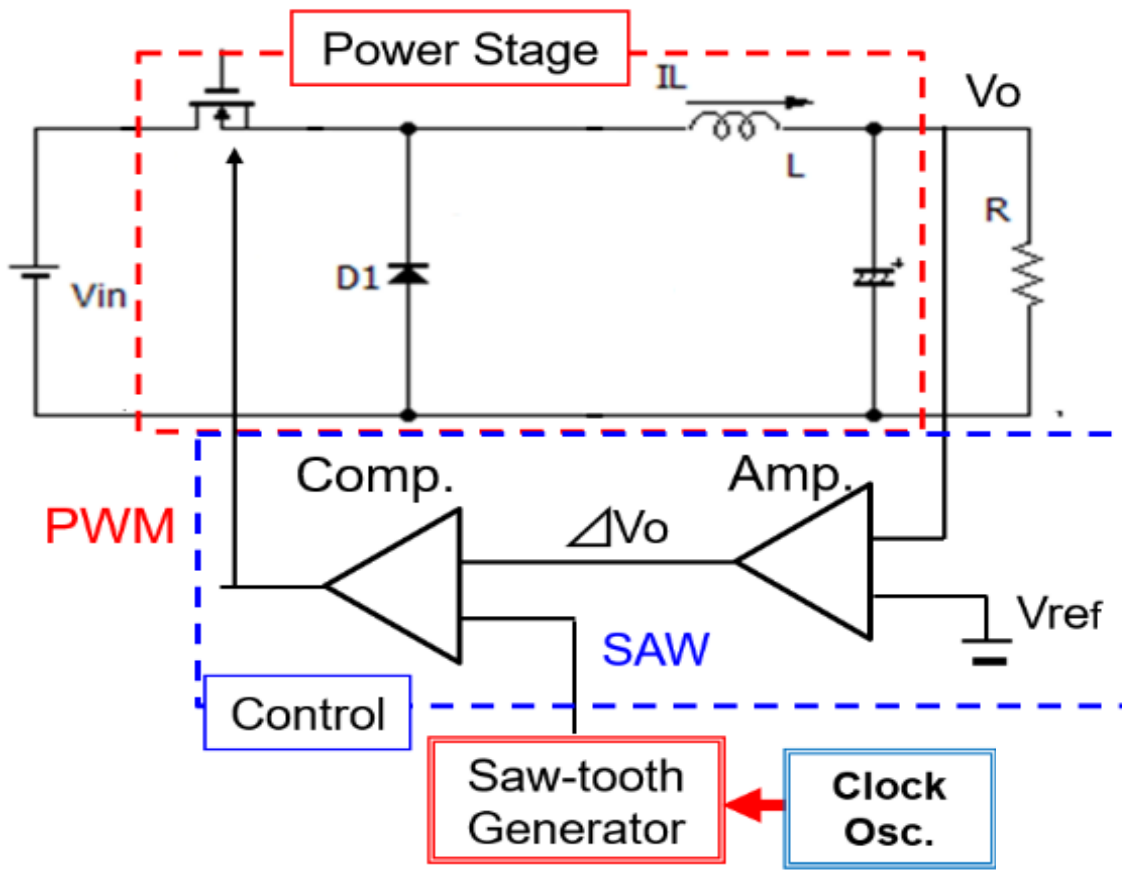 Power Stage
IL
Vo
L
R
D1
+
Vin
Comp.
Amp.
PWM
⊿Vo
Vref
SAW
Control
Saw-tooth
Generator
Clock
Osc.